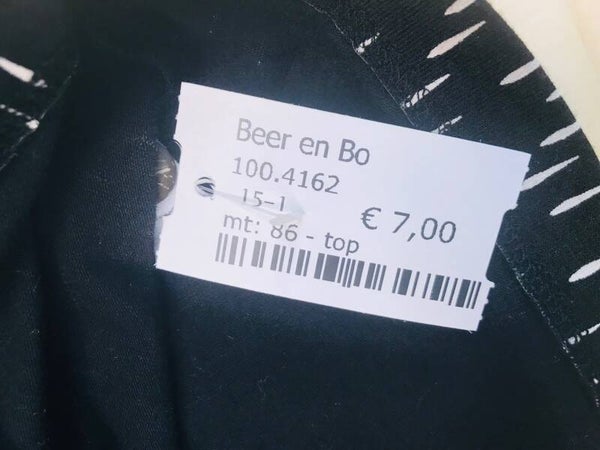 Beer en Bo
100.4162
15-1
€ 7,00
mt: 86 - top